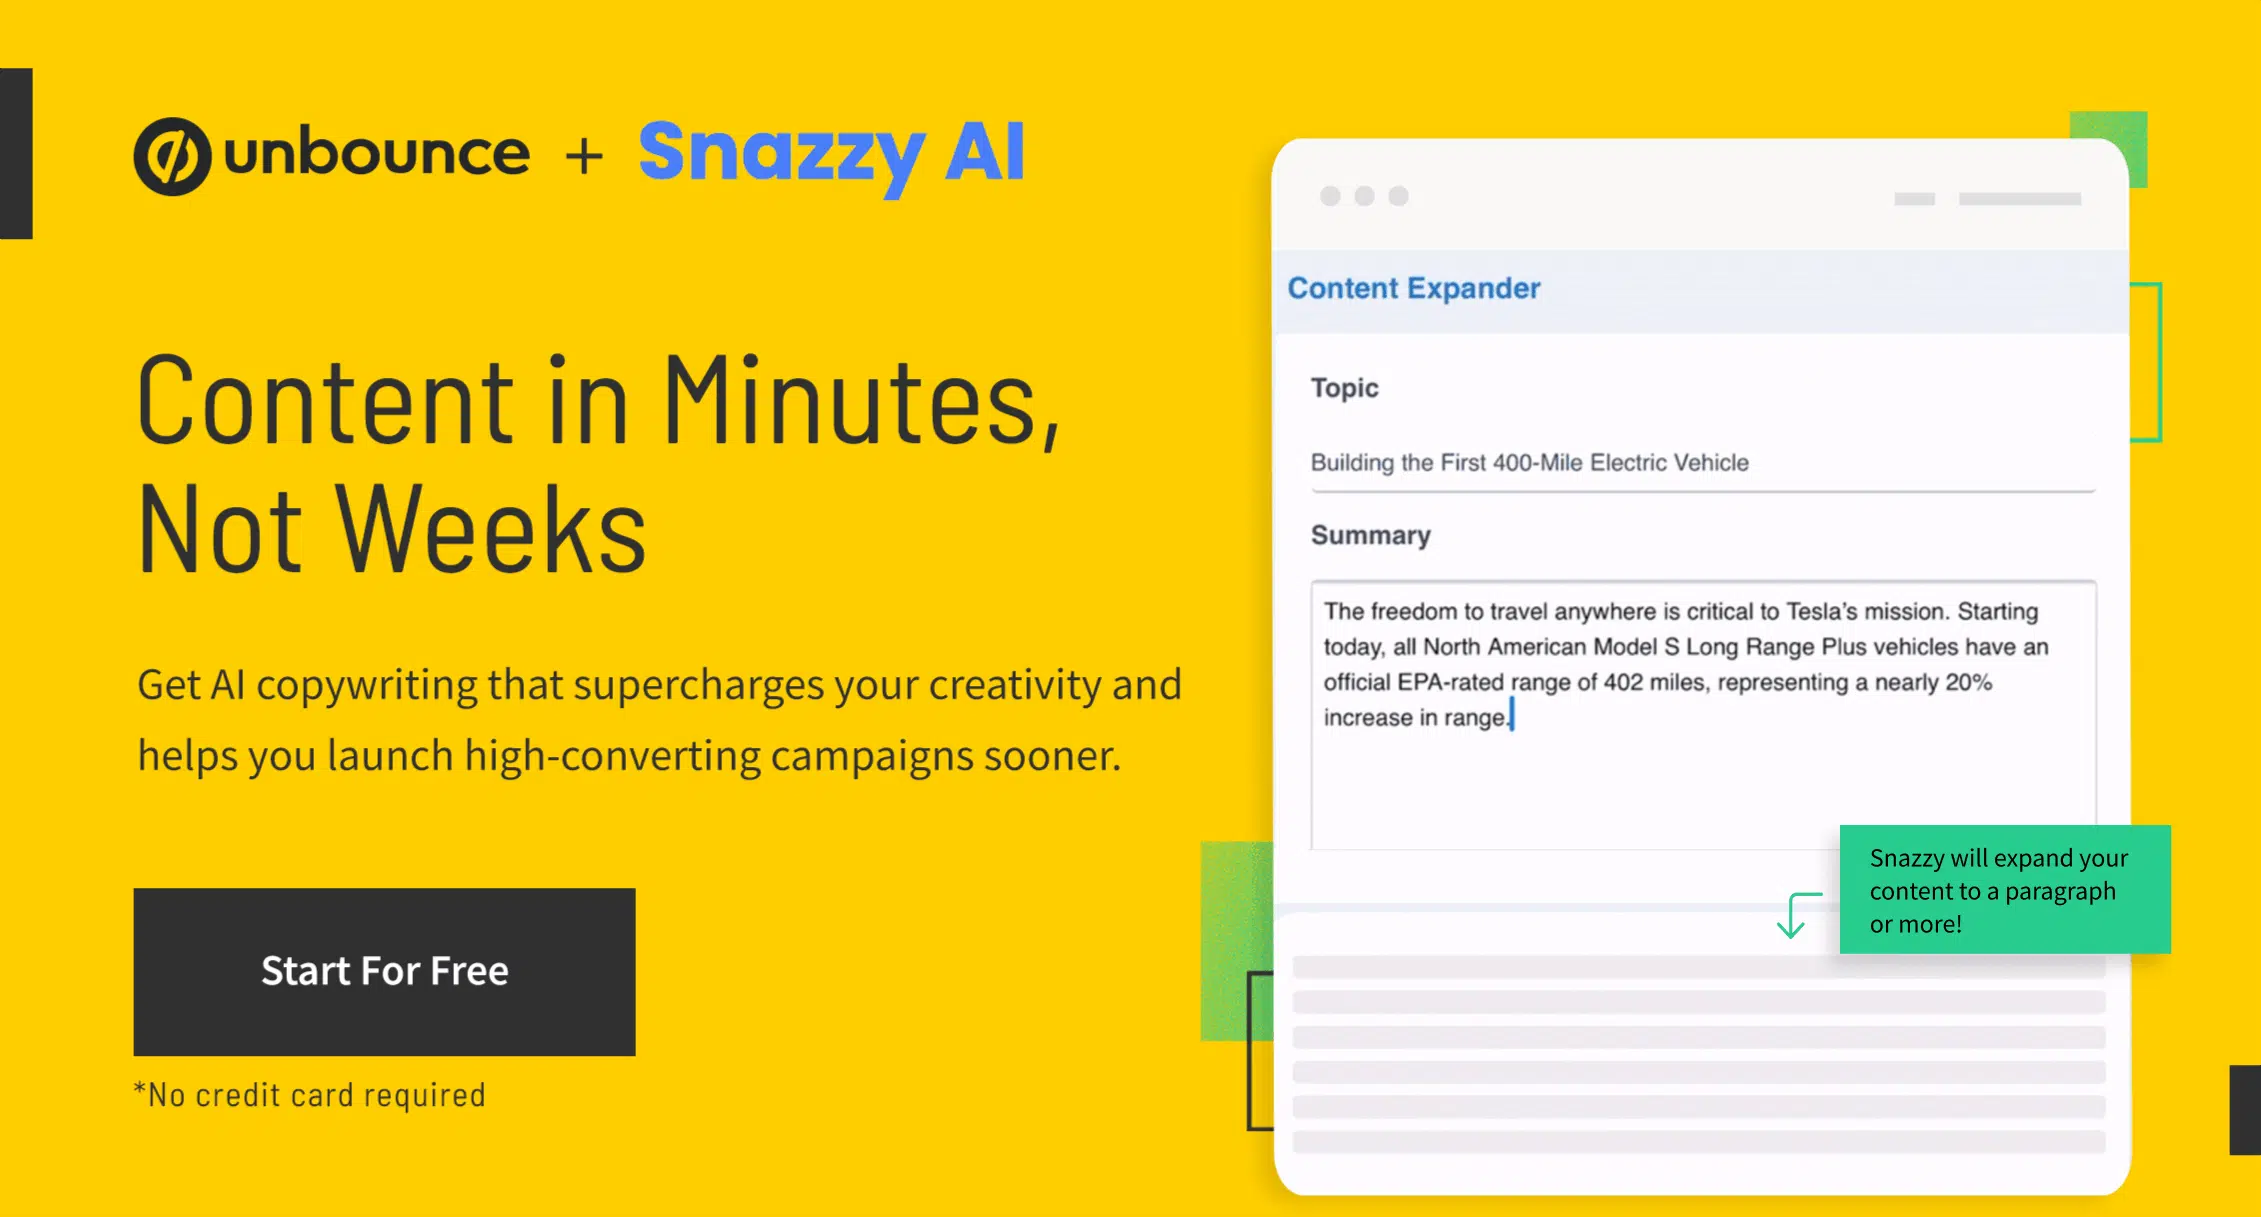 unbounce + Snazzy AI
Content in Minutes,
Not Weeks
Get AI copywriting that supercharges your creativity and
helps you launch high-converting campaigns sooner.
Start For Free
*No credit card required
Content Expander
Topic
Building the First 400-Mile Electric Vehicle
Summary
The freedom to travel anywhere is critical to Tesla's mission. Starting
today, all North American Model S Long Range Plus vehicles have an
official EPA-rated range of 402 miles, representing a nearly 20%
increase in range.
Snazzy will expand your
content to a paragraph
or more!